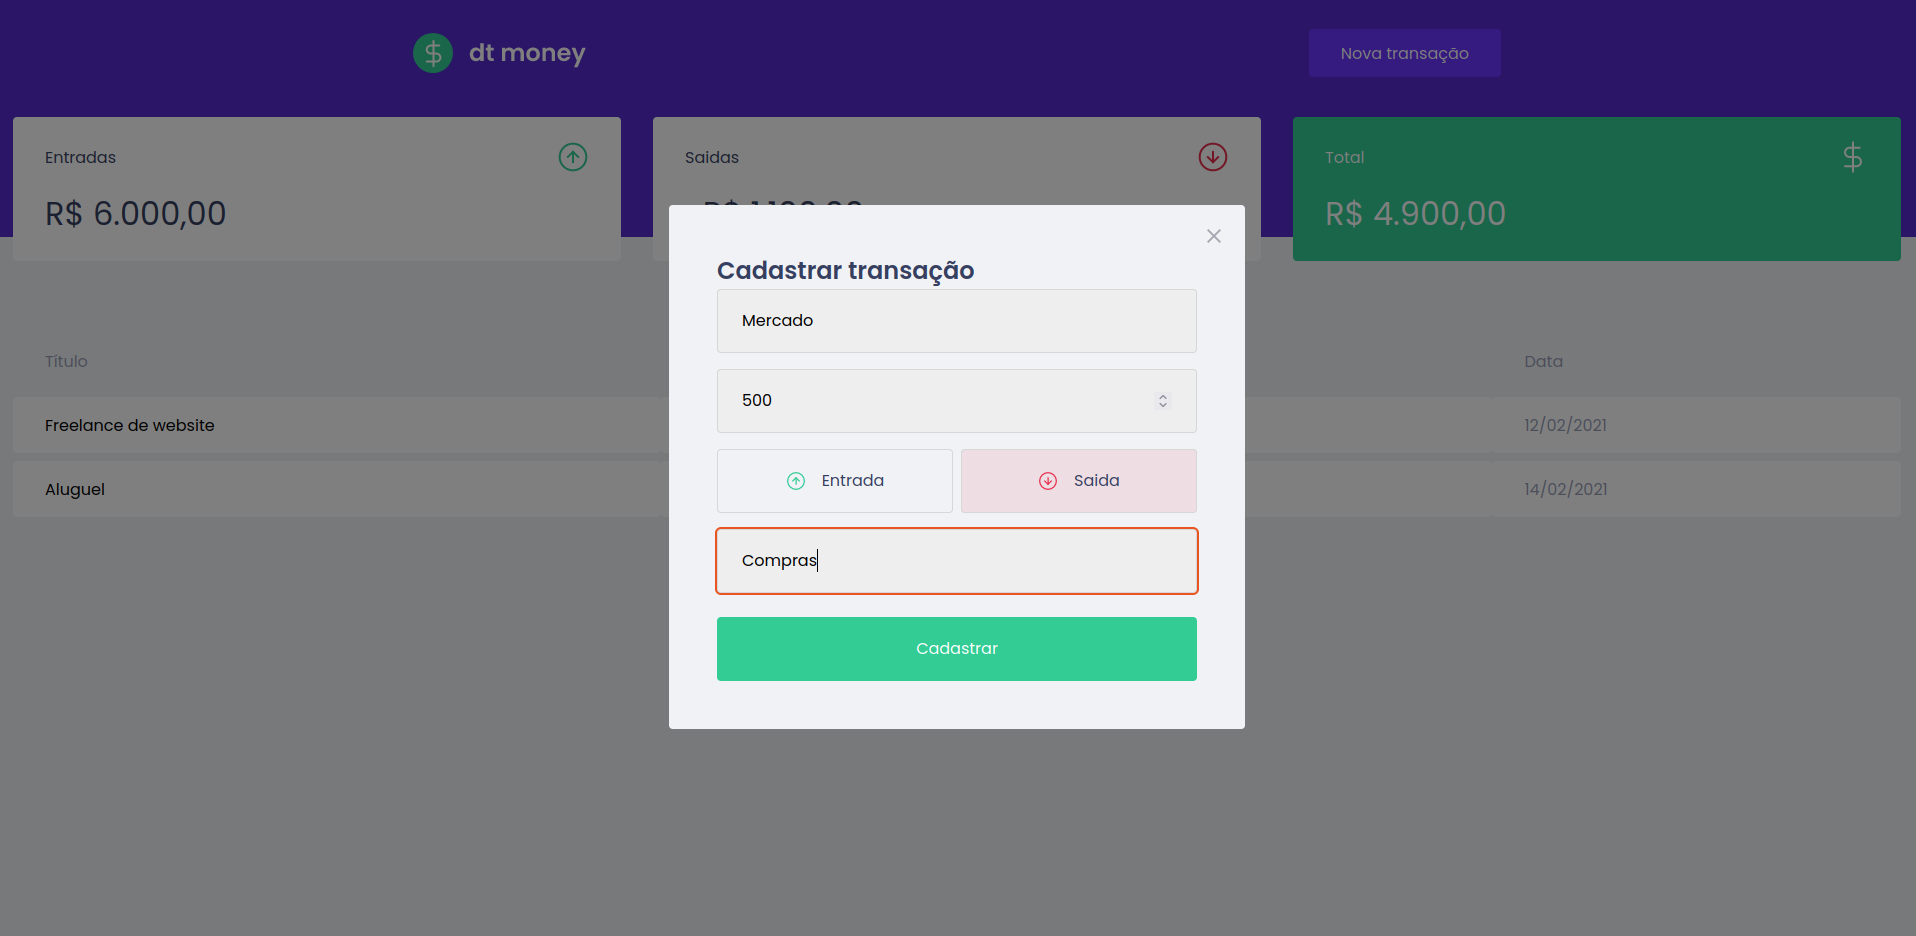 dt money
Nova transação
Entradas
Saidas
Total
R$ 6.000,00
R$ 4.900,00
Cadastrar transação
Mercado
500
Entrada
Saida
Compras
Cadastrar
Titulo
Data
Freelance de website
12/02/2021
Aluguel
14/02/2021